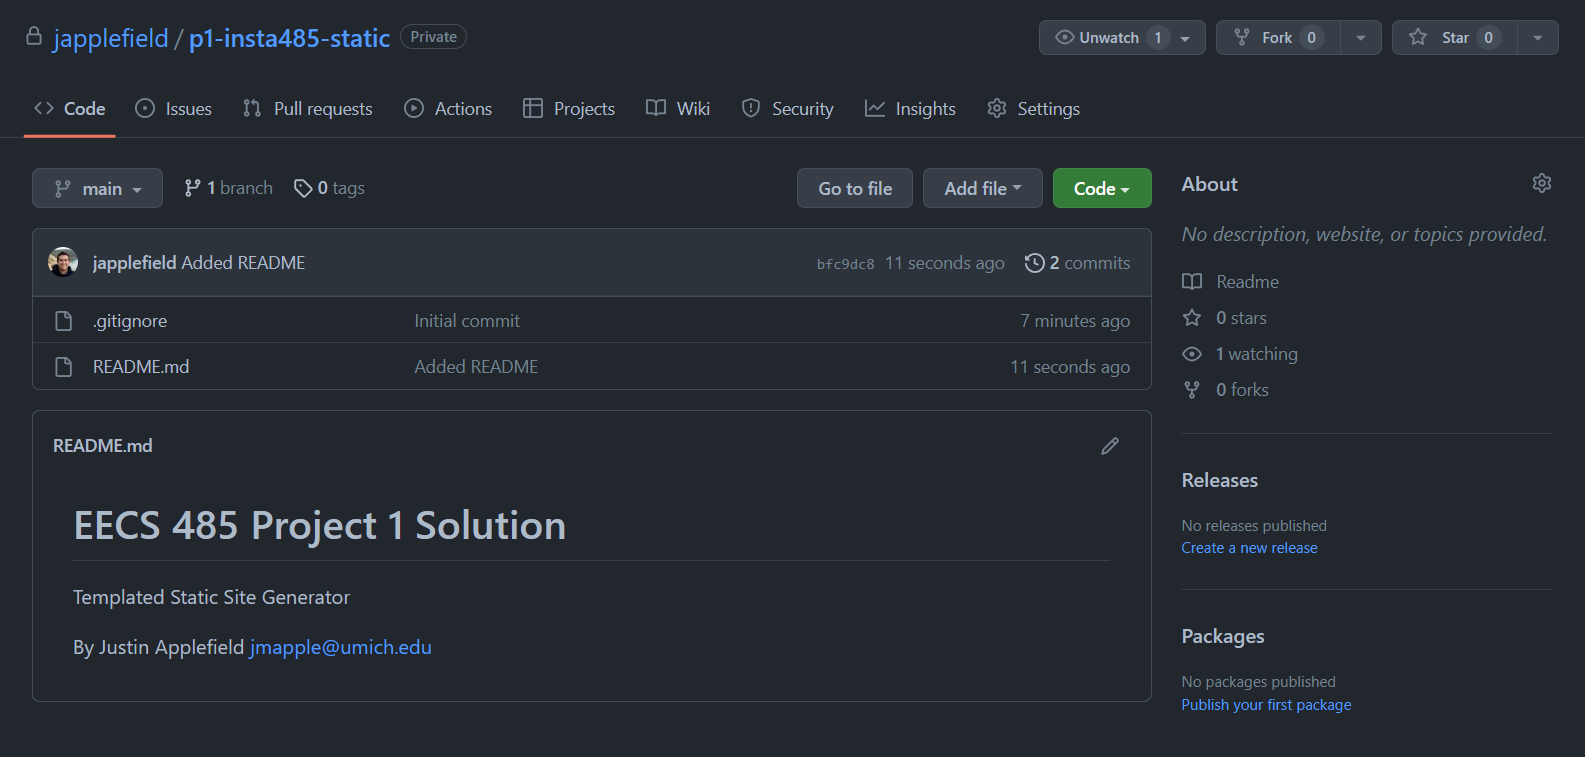 japplefield / p1-insta485-static Private Unwatch 1 Fork 0 Star 0
Code Issues Pull requests Actions Projects Wiki Security Insights Settings
main 1 branch 0 tags Go to file Add file Code
japplefield Added README bfc9dc8 11 seconds ago 2 commits
.gitignore Initial commit 7 minutes ago
README.md Added README 11 seconds ago
README.md
EECS 485 Project 1 Solution
Templated Static Site Generator
By Justin Applefield jmapple@umich.edu
About
No description, website, or topics provided.
Readme
0 stars
1 watching
0 forks
Releases
No releases published
Create a new release
Packages
No packages published
Publish your first package